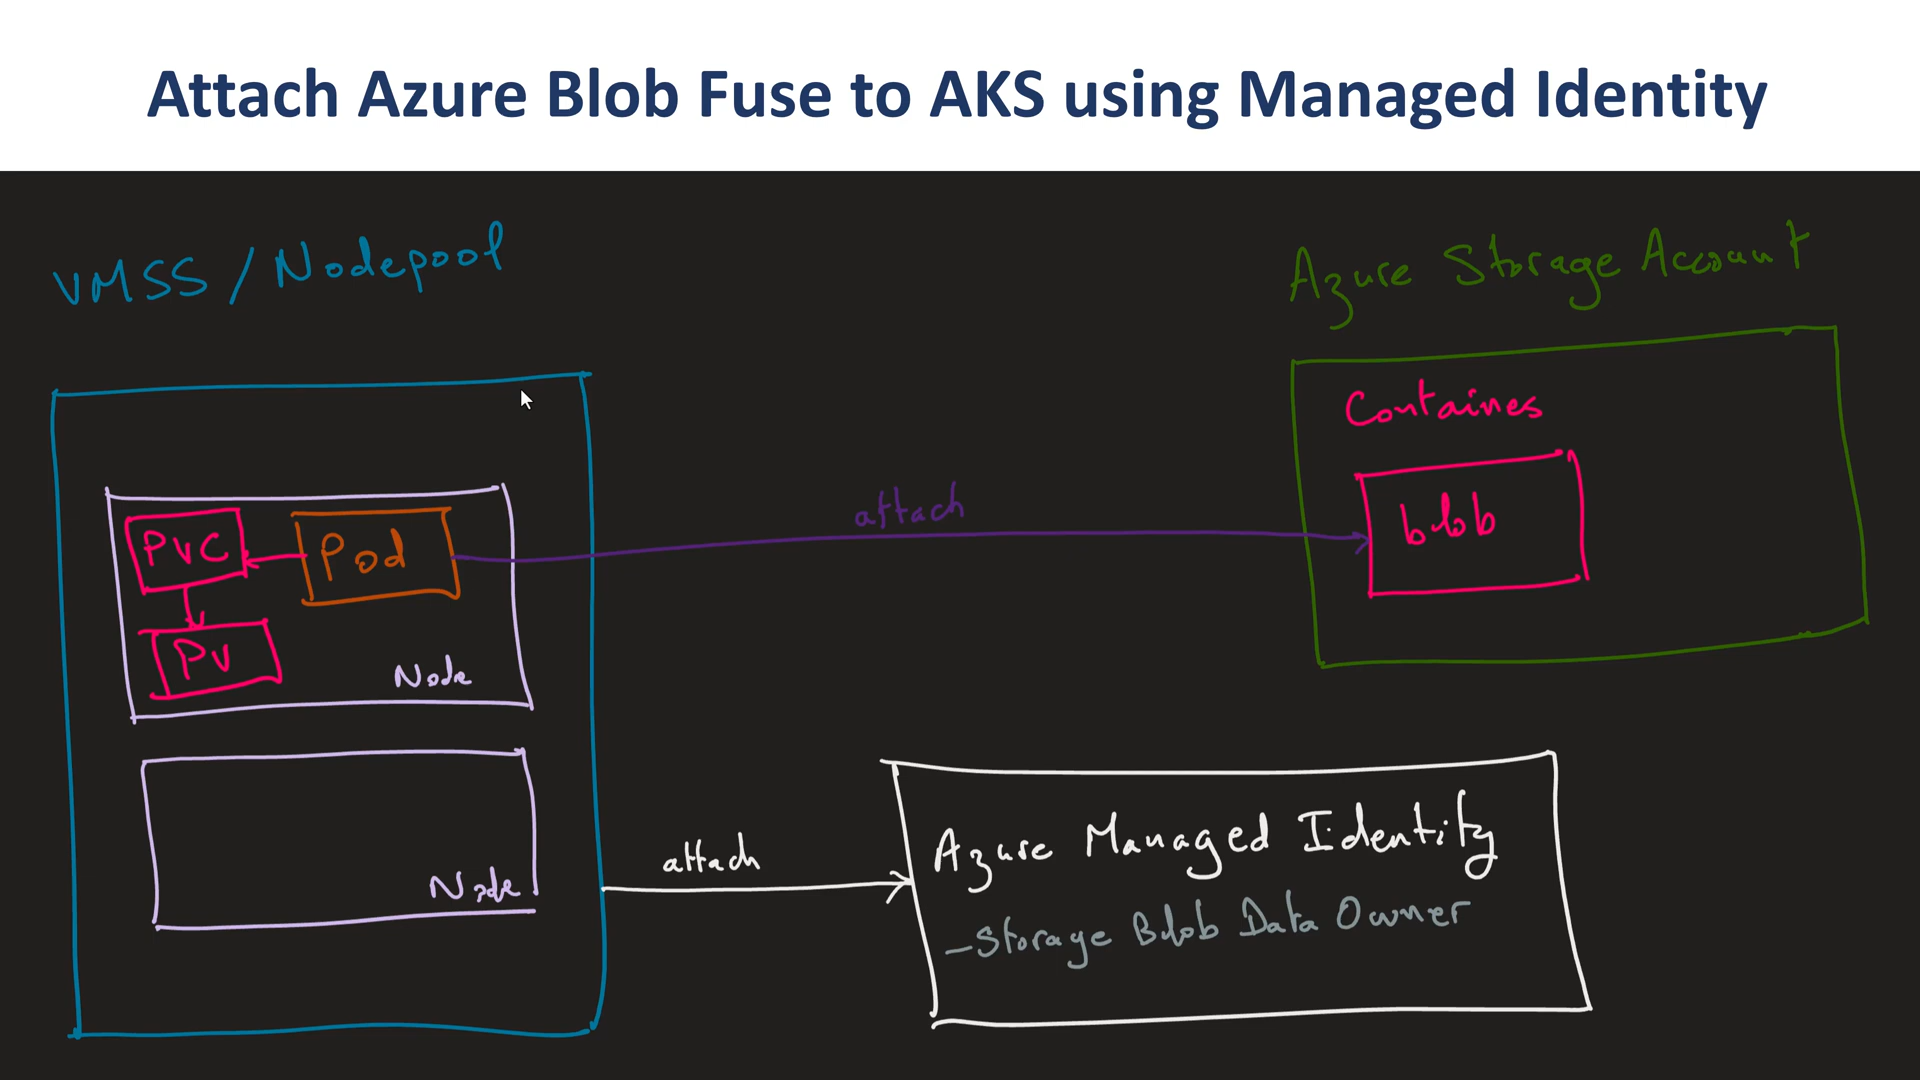 Attach Azure Blob Fuse to AKS using Managed Identity
VMSS / Nodepool
Azure Storage Account
Containes
attach
blob
PVC
Pod
PV
Node
attach
Azure Managed Identity
Node
-Storage Blob Data Owner